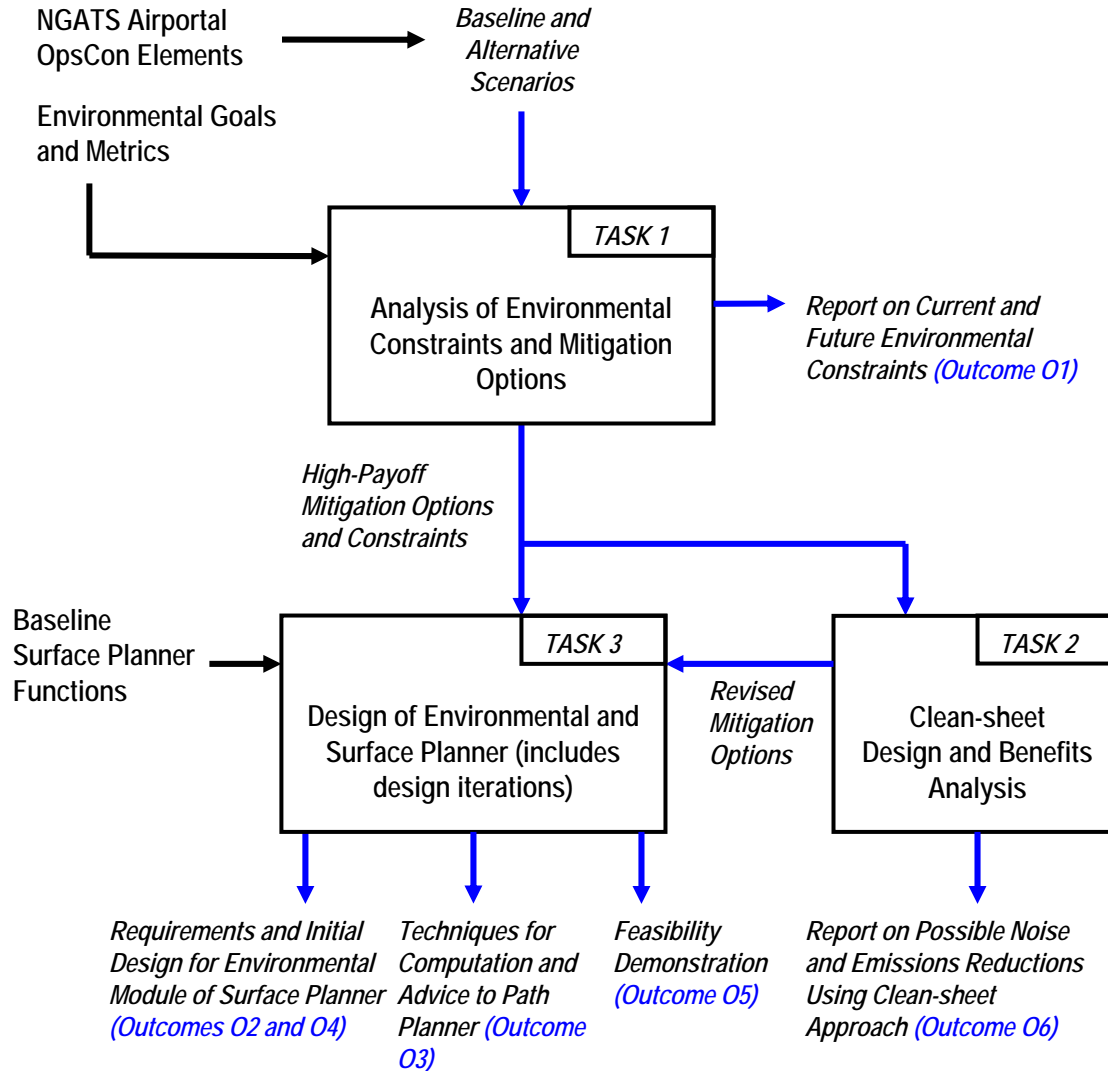 NGATS Airportal
OpsCon Elements
Baseline and
Alternative
Scenarios
Environmental Goals
and Metrics
TASK 1
Analysis of Environmental
Constraints and Mitigation
Options
Report on Current and
Future Environmental
Constraints (Outcome O1)
High-Payoff
Mitigation Options
and Constraints
Baseline
Surface Planner
Functions
TASK 3
Design of Environmental and
Surface Planner (includes
design iterations)
Revised
Mitigation
Options
TASK 2
Clean-sheet
Design and Benefits
Analysis
Requirements and Initial
Design for Environmental
Module of Surface Planner
(Outcomes O2 and O4)
Techniques for
Computation and
Advice to Path
Planner (Outcome
O3)
Feasibility
Demonstration
(Outcome O5)
Report on Possible Noise
and Emissions Reductions
Using Clean-sheet
Approach (Outcome O6)